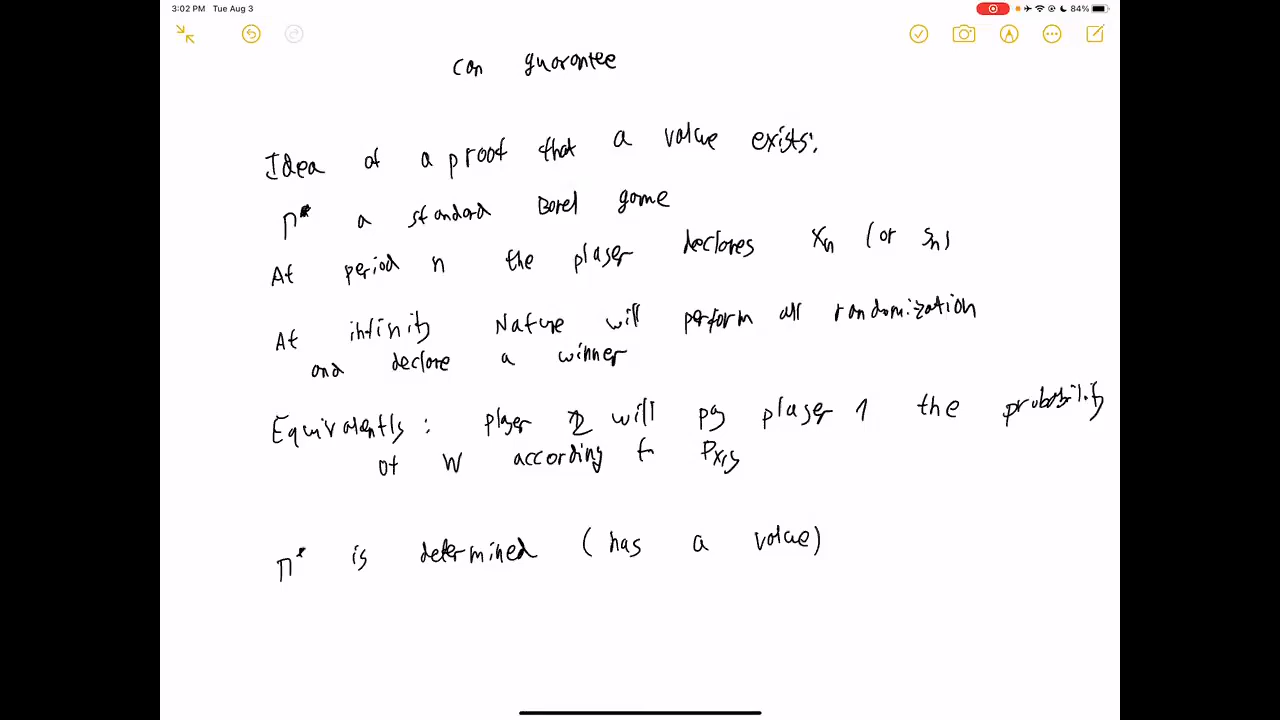 3:02 PM Tue Aug 3
84%
can guarantee
Idea of a proof that a value exists:
Π* a standard Borel game
At period n the player declares xn (or sn)
At infinity Nature will perform all randomization
and declare a winner
Equivalently: player 2 will pay player 1 the probability
of W according to Px,s
Π* is determined (has a value)